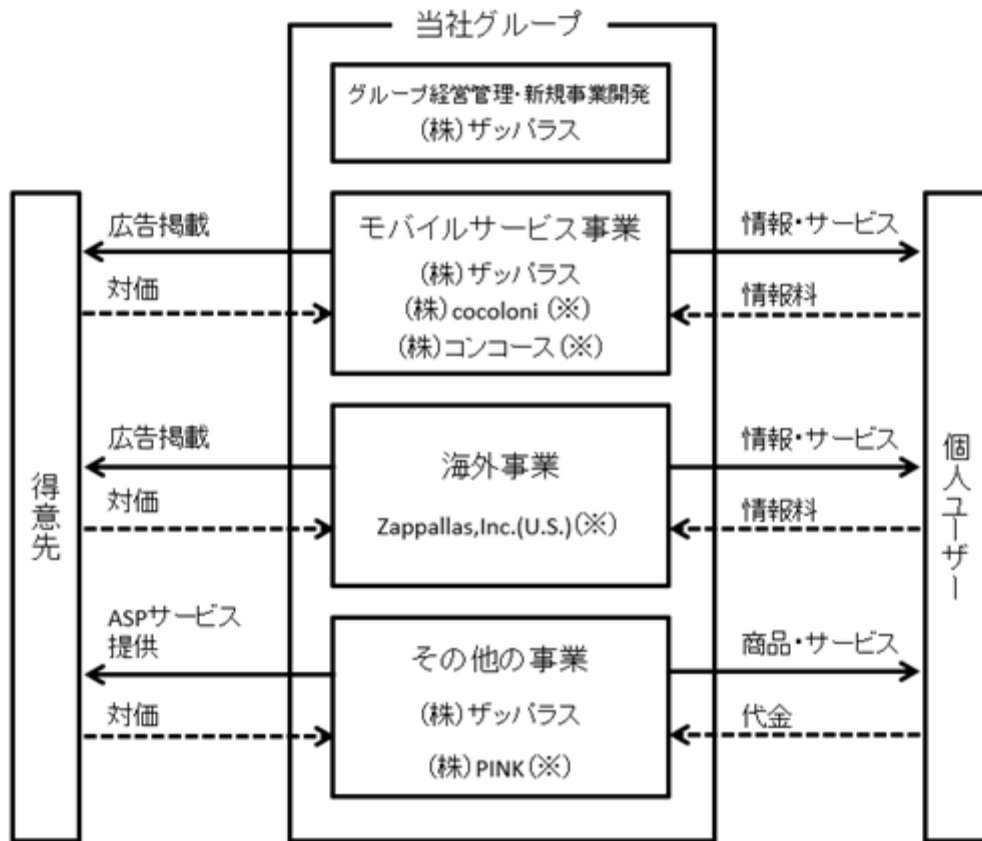 当社グループ
グループ経営管理・新規事業開発
(株)ザッパラス
広告掲載
対価
モバイルサービス事業
(株)ザッパラス
(株)cocoloni(※)
(株)コンコース(※)
情報・サービス
情報料
広告掲載
対価
海外事業
Zappallas,Inc.(U.S.)(※)
情報・サービス
情報料
ASPサービス
提供
対価
その他の事業
(株)ザッパラス
(株)PINK(※)
商品・サービス
代金
得意先
個人ユーザー